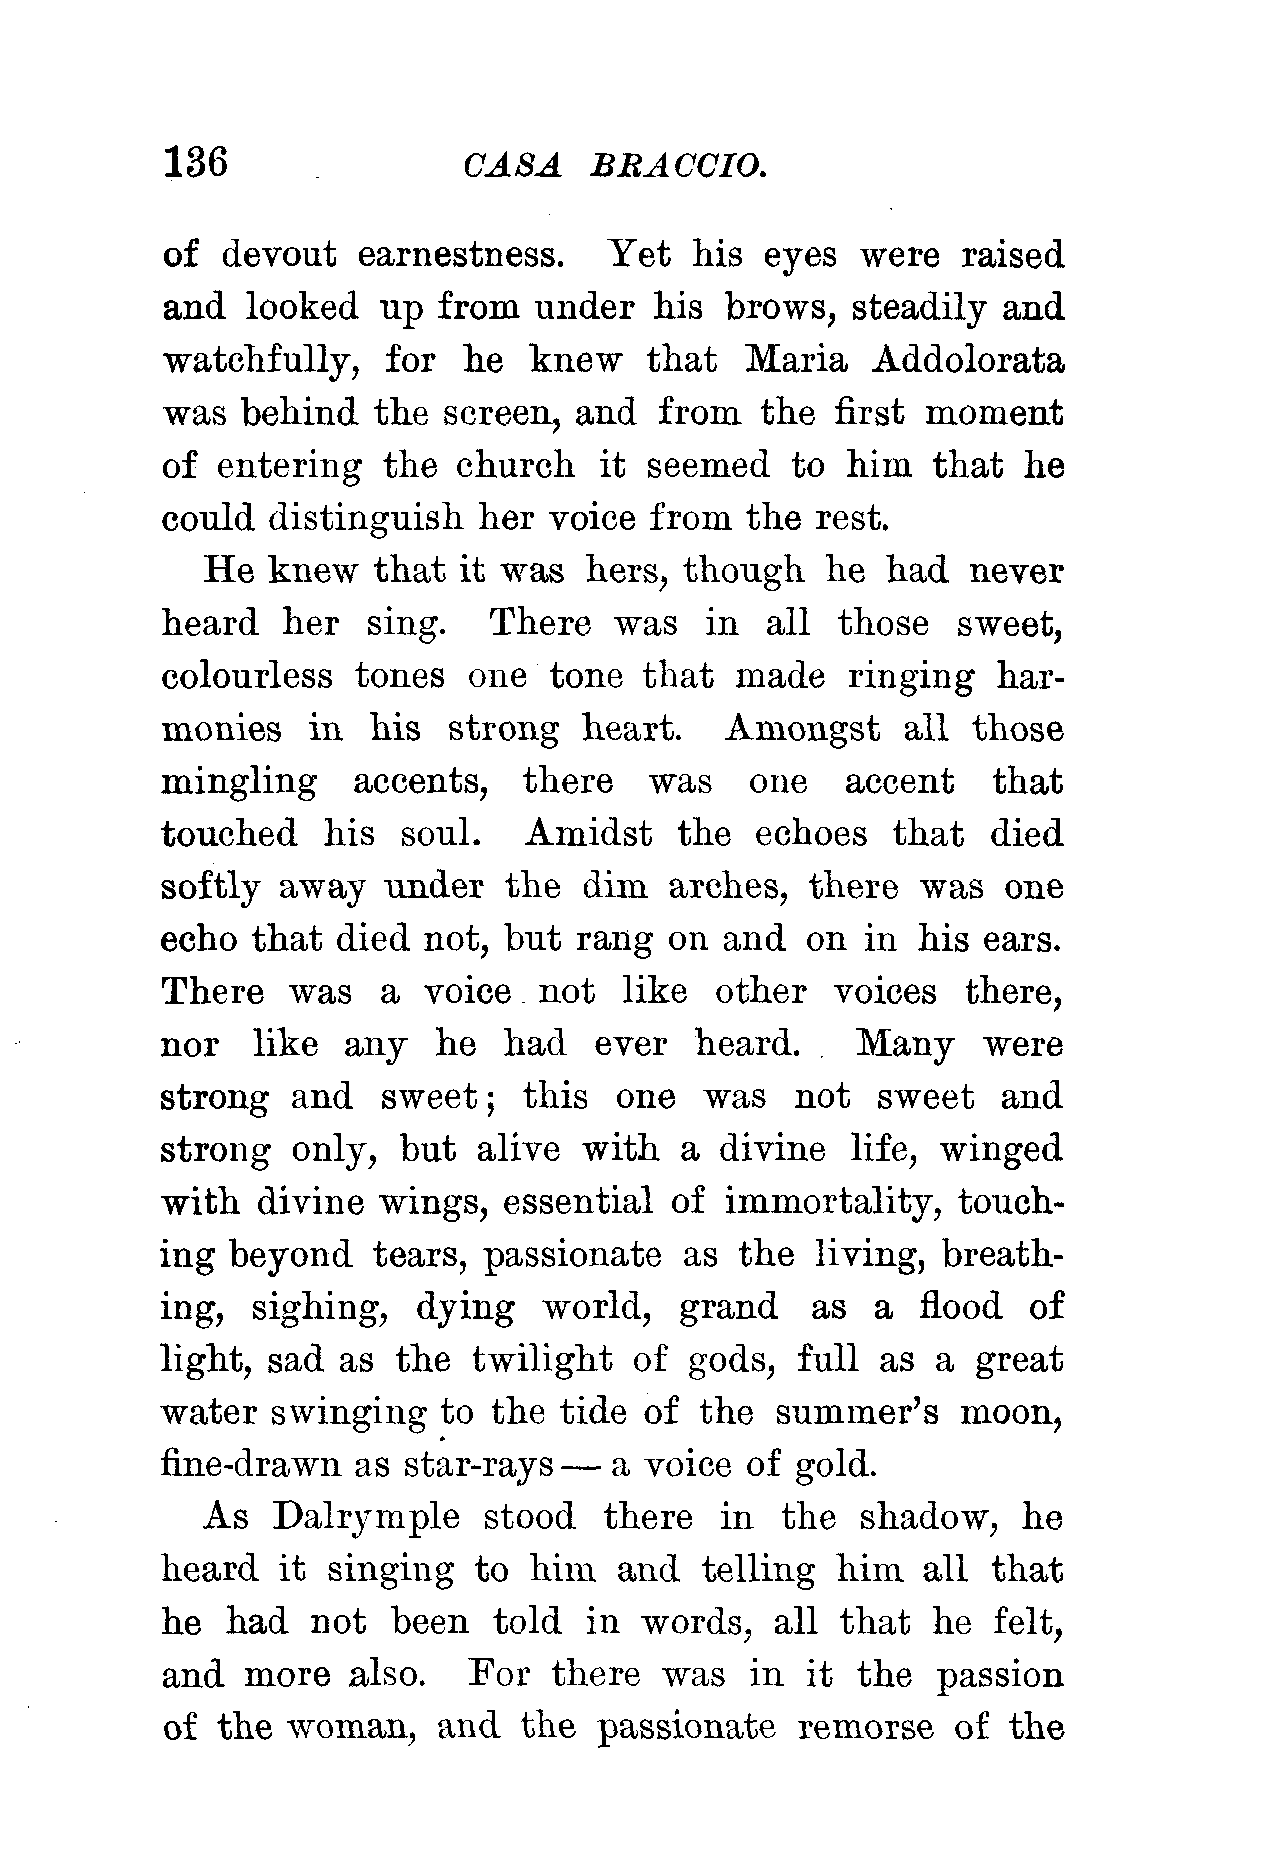 136 CASA BRACCIO.
of devout earnestness. Yet his eyes were raised
and looked up from under his brows, steadily and
watchfully, for he knew that Maria Addolorata
was behind the screen, and from the first moment
of entering the church it seemed to him that he
could distinguish her voice from the rest.
He knew that it was hers, though he had never
heard her sing. There was in all those sweet,
colourless tones one tone that made ringing har-
monies in his strong heart. Amongst all those
mingling accents, there was one accent that
touched his soul. Amidst the echoes that died
softly away under the dim arches, there was one
echo that died not, but rang on and on in his ears.
There was a voice not like other voices there,
nor like any he had ever heard. Many were
strong and sweet; this one was not sweet and
strong only, but alive with a divine life, winged
with divine wings, essential of immortality, touch-
ing beyond tears, passionate as the living, breath-
ing, sighing, dying world, grand as a flood of
light, sad as the twilight of gods, full as a great
water swinging to the tide of the summer's moon,
fine-drawn as star-rays — a voice of gold.
As Dalrymple stood there in the shadow, he
heard it singing to him and telling him all that
he had not been told in words, all that he felt,
and more also. For there was in it the passion
of the woman, and the passionate remorse of the